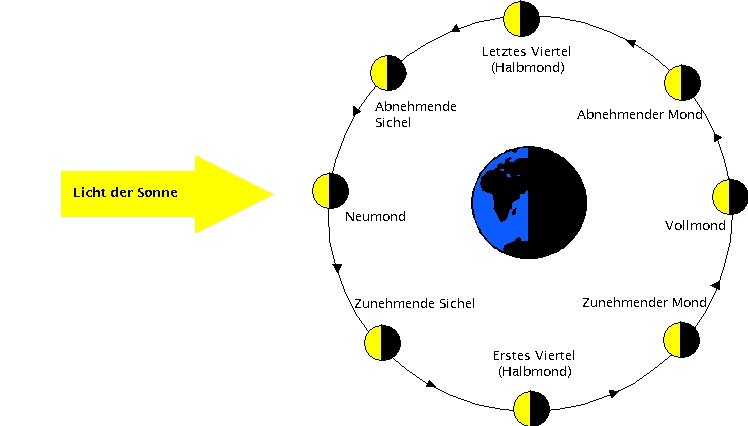 Letztes Viertel
(Halbmond)
Abnehmende
Sichel
Abnehmender Mond
Licht der Sonne
Neumond
Vollmond
Zunehmende Sichel
Zunehmender Mond
Erstes Viertel
(Halbmond)